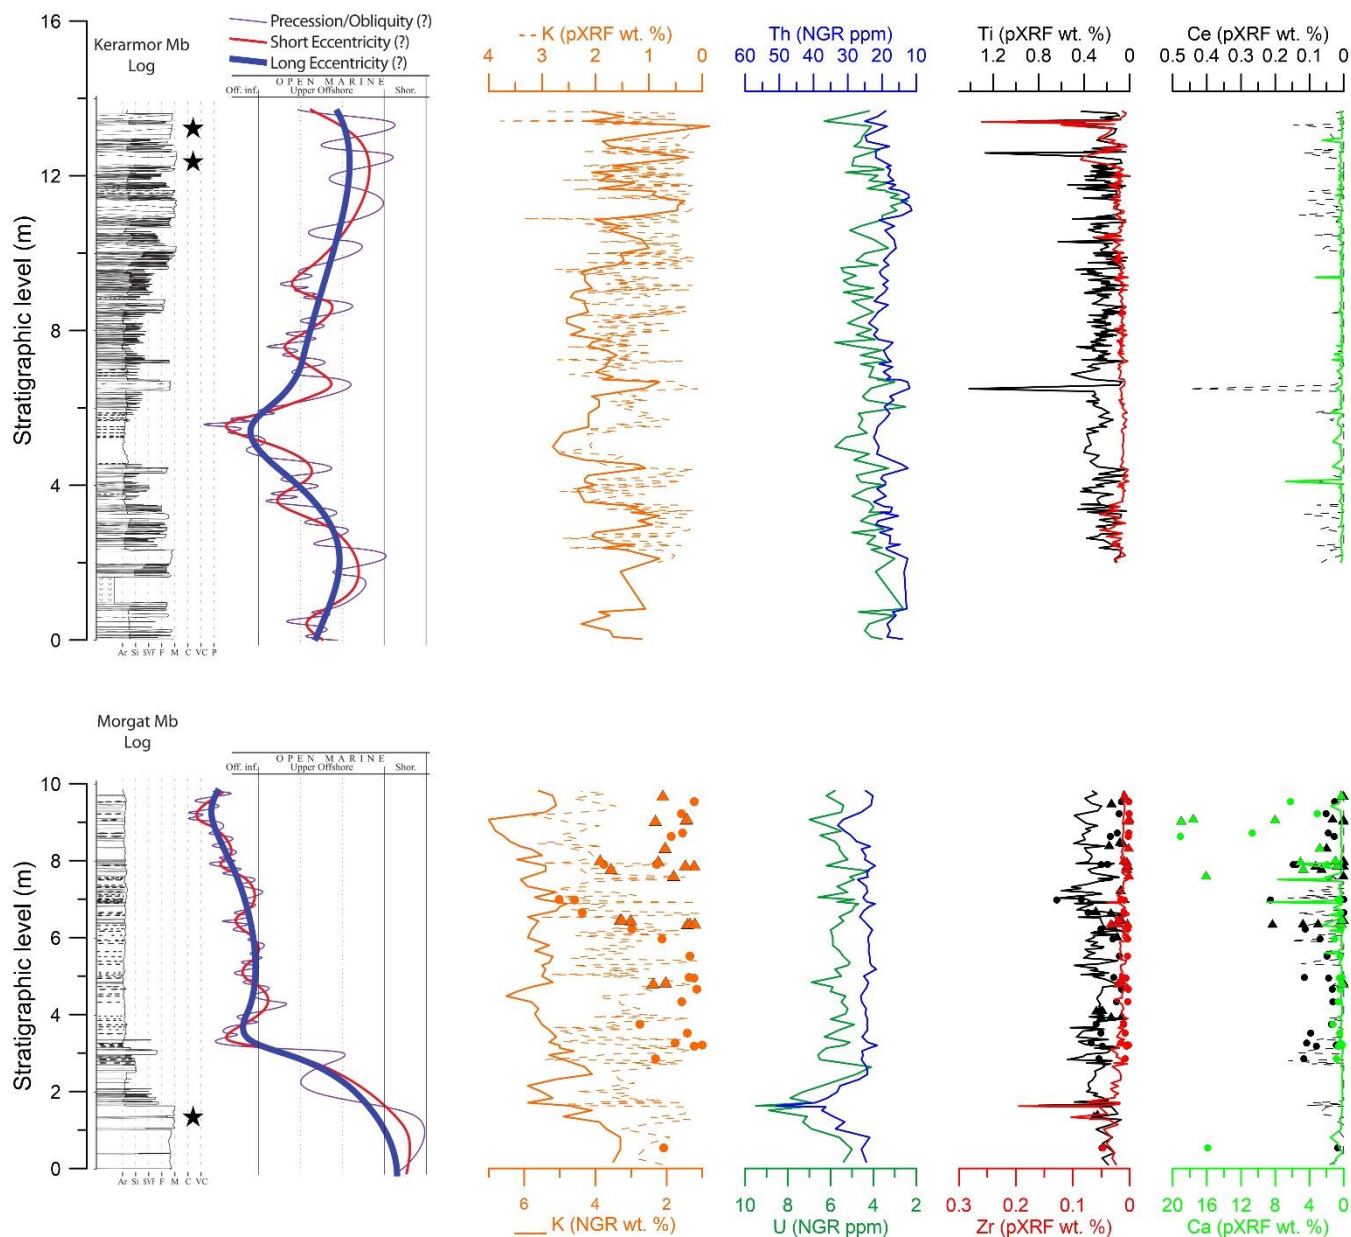 16
Kerarmor Mb
Log
Precession/Obliquity (?)
Short Eccentricity (?)
Long Eccentricity (?)
OPEN MARINE
Off. inf. Upper Offshore Shor.
K (pXRF wt. %)
4 3 2 1 0
Th (NGR ppm)
60 50 40 30 20 10
Ti (pXRF wt. %)
1.2 0.8 0.4 0
Ce (pXRF wt. %)
0.5 0.4 0.3 0.2 0.1 0
12
8
4
0
Stratigraphic level (m)
Ar Si SVF F M C VC P
Morgat Mb
Log
OPEN MARINE
Off. inf. Upper Offshore Shor.
10
8
6
4
2
0
Stratigraphic level (m)
Ar Si SVF F M C VC
6 4 2
K (NGR wt. %)
10 8 6 4 2
U (NGR ppm)
0.3 0.1 0
Zr (pXRF wt. %)
20 16 12 8 4 0
Ca (pXRF wt. %)